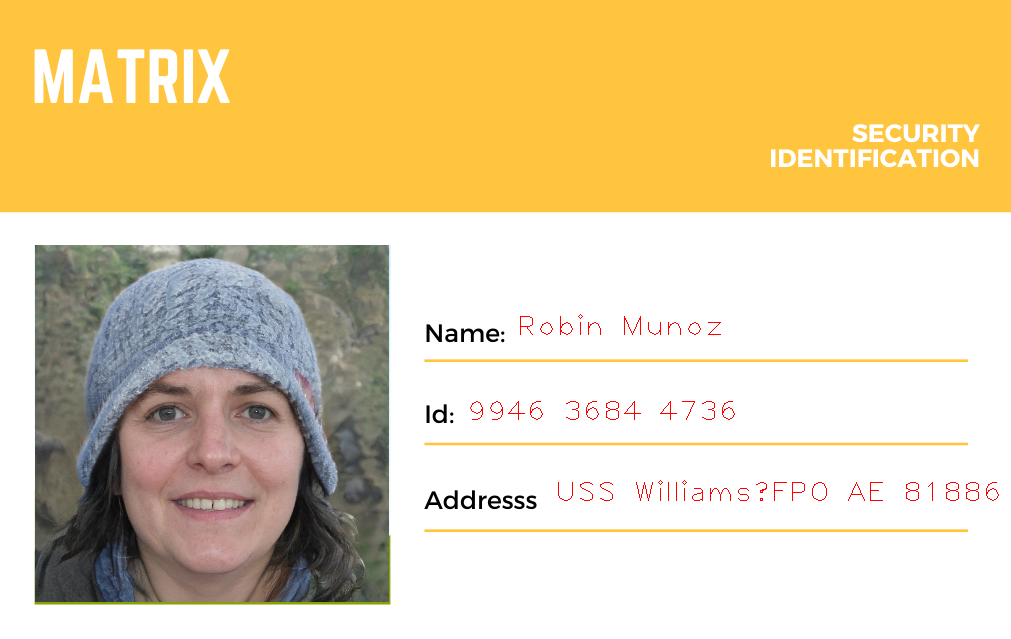 MATRIX
SECURITY
IDENTIFICATION
Name: Robin Munoz
Id: 9946 3684 4736
Addresss USS Williams?FPO AE 81886